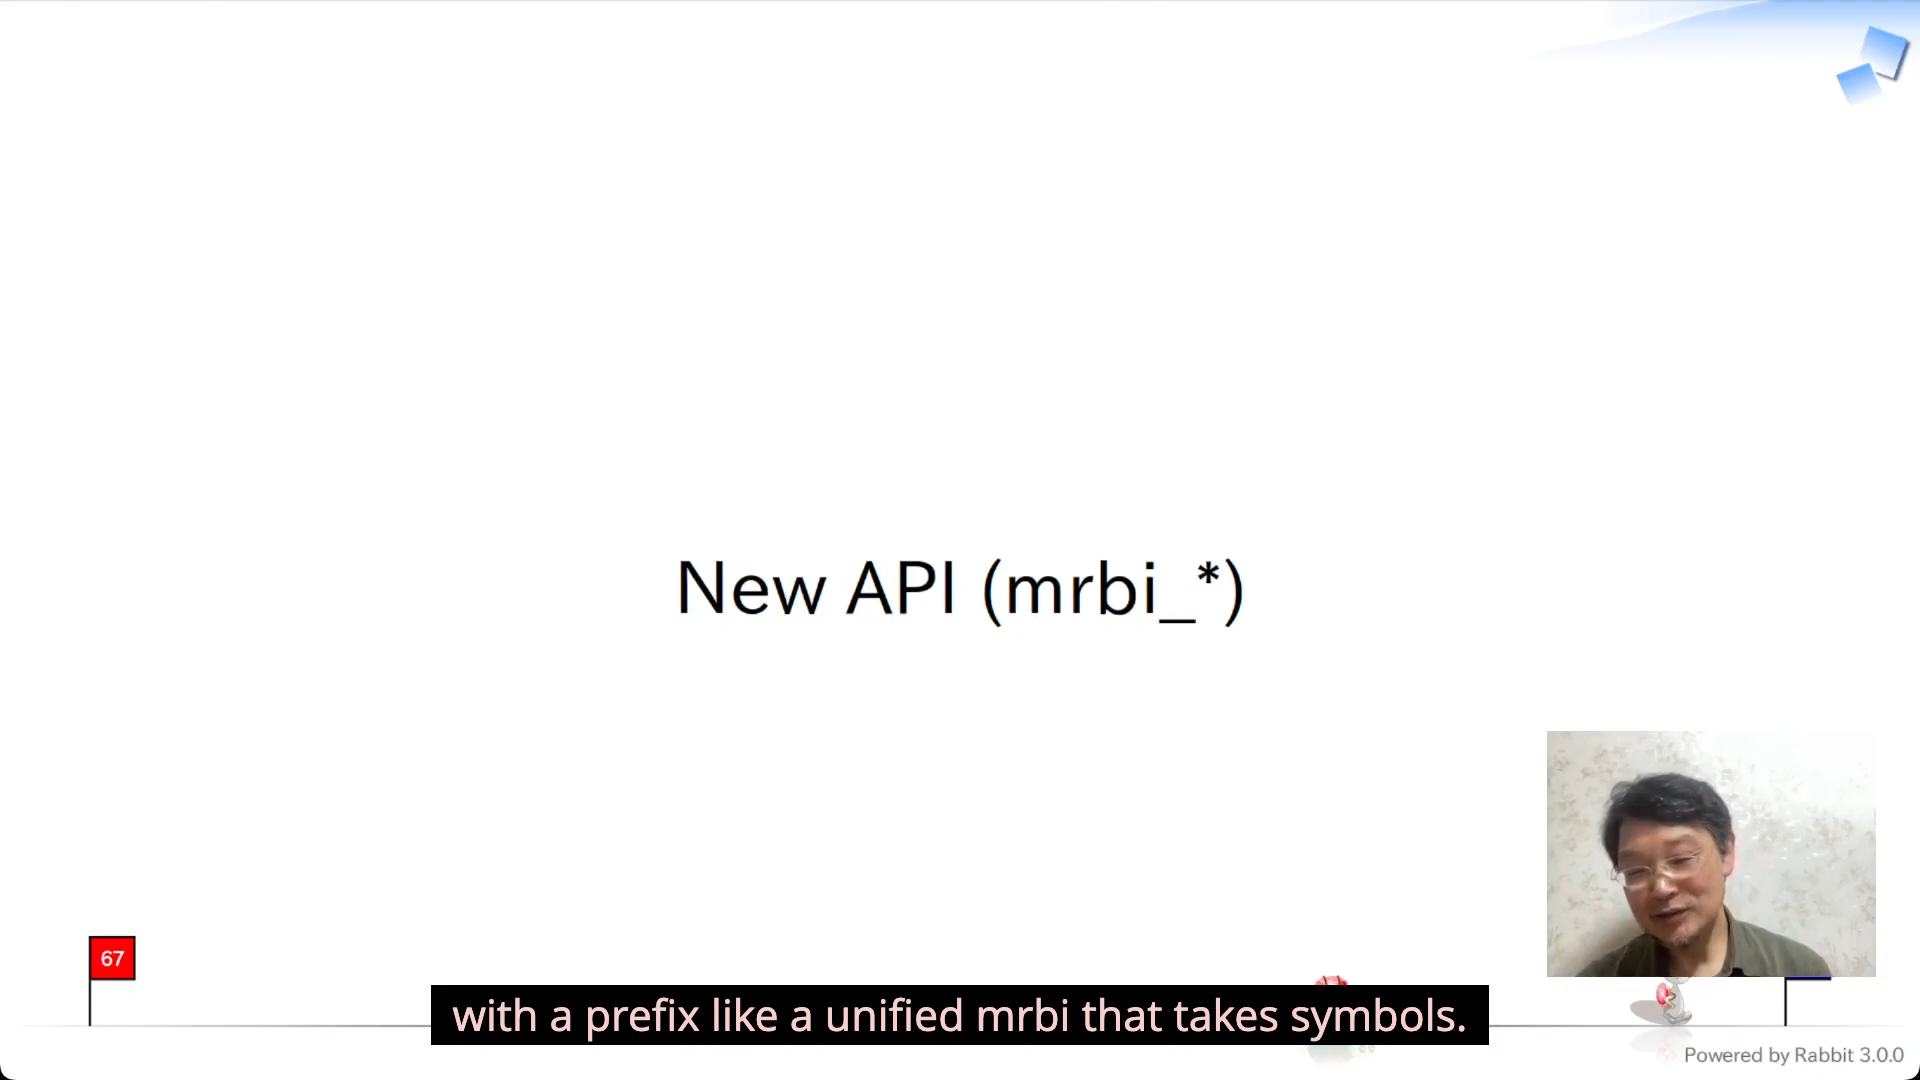 New API (mrbi_*)
67
with a prefix like a unified mrbi that takes symbols.
Powered by Rabbit 3.0.0